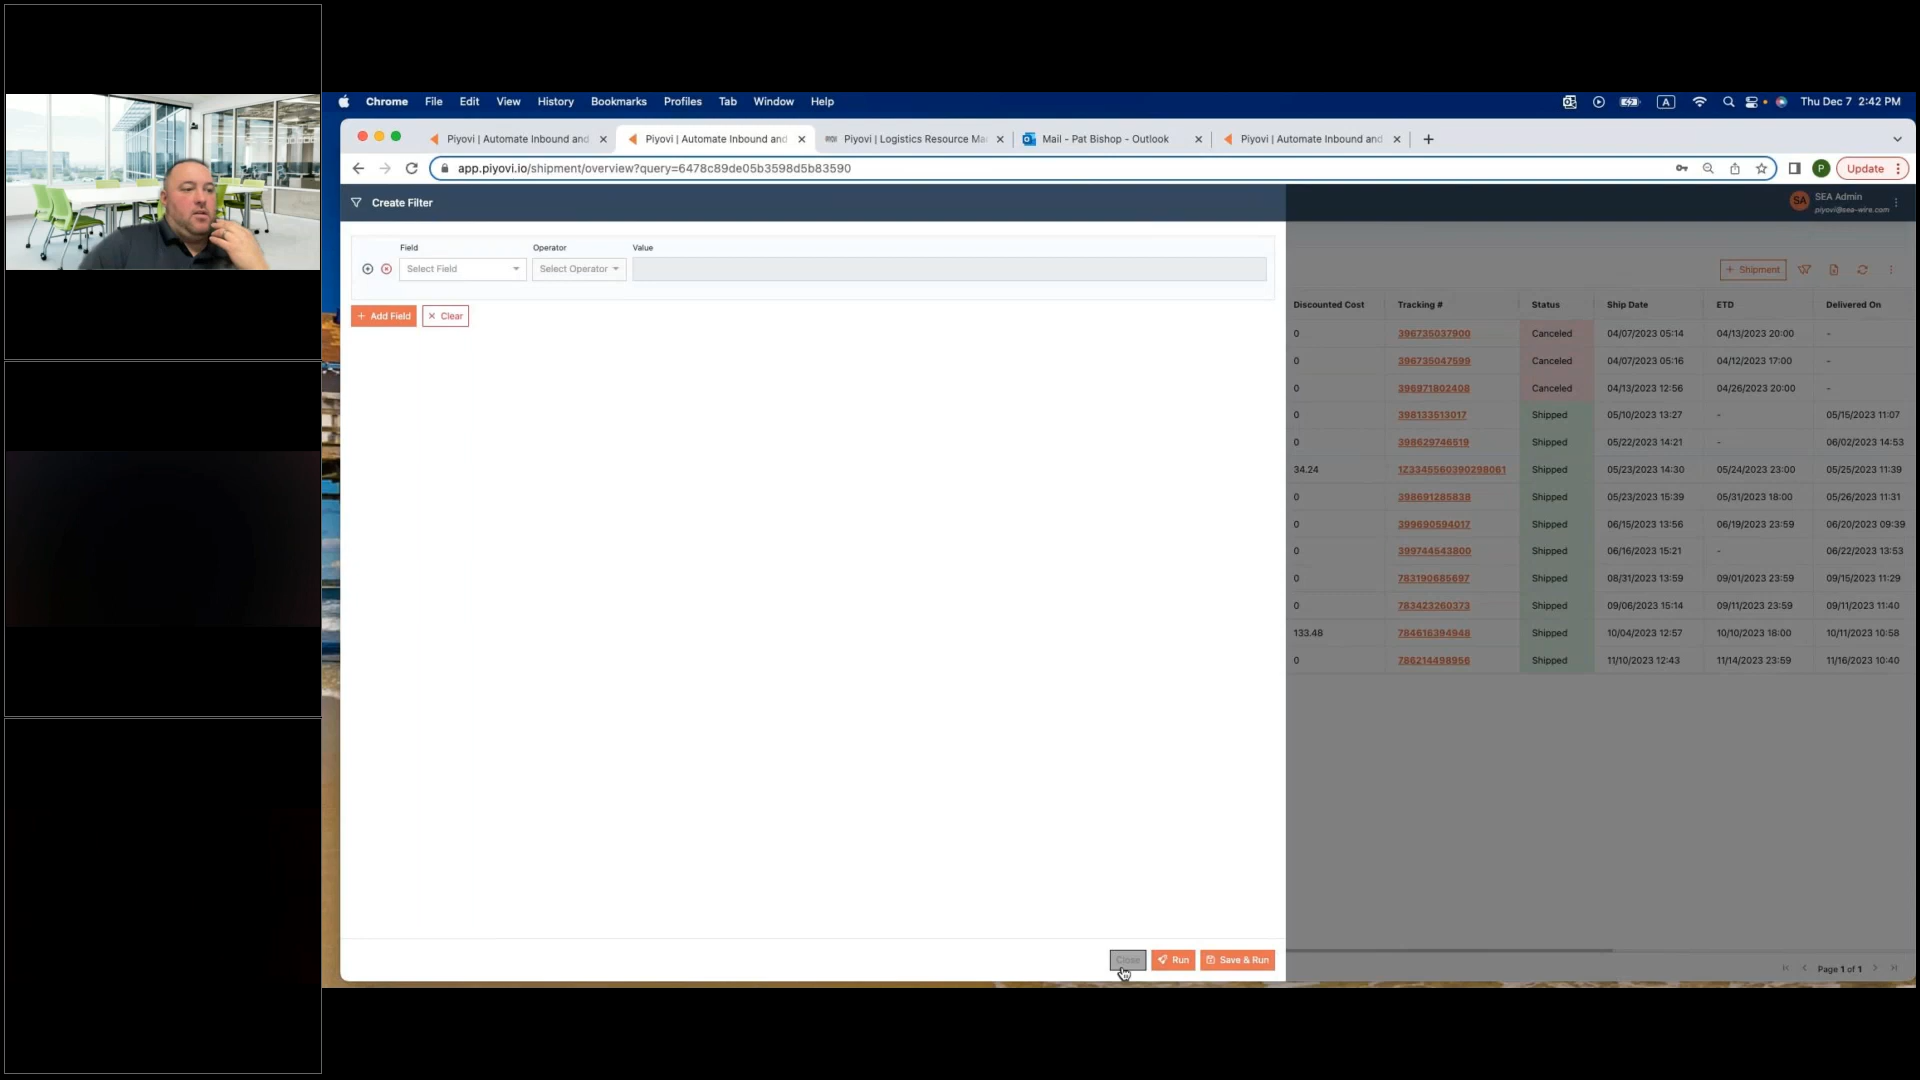 Chrome File Edit View History Bookmarks Profiles Tab Window Help
A
Thu Dec 7 2:42 PM
Piyovi | Automate Inbound and
Piyovi | Automate Inbound and
Piyovi | Logistics Resource Ma
Mail - Pat Bishop - Outlook
Piyovi | Automate Inbound and
app.piyovi.io/shipment/overview?query=6478c89de05b3598d5b83590
P
Update
Create Filter
SA
SEA Admin
piyovi@sea-wire.com
Field Operator Value
Select Field Select Operator
+ Add Field × Clear
+ Shipment
Discounted Cost Tracking # Status Ship Date ETD Delivered On
0 396735037900 Canceled 04/07/2023 05:14 04/13/2023 20:00 -
0 396735047599 Canceled 04/07/2023 05:16 04/12/2023 17:00 -
0 396971802408 Canceled 04/13/2023 12:56 04/26/2023 20:00 -
0 398133513017 Shipped 05/10/2023 13:27 - 05/15/2023 11:07
0 398629746519 Shipped 05/22/2023 14:21 - 06/02/2023 14:53
34.24 1Z3345560390298061 Shipped 05/23/2023 14:30 05/24/2023 23:00 05/25/2023 11:39
0 398691285838 Shipped 05/23/2023 15:39 05/31/2023 18:00 05/26/2023 11:31
0 399690594017 Shipped 06/15/2023 13:56 06/19/2023 23:59 06/20/2023 09:39
0 399744543800 Shipped 06/16/2023 15:21 - 06/22/2023 13:53
0 783190685697 Shipped 08/31/2023 13:59 09/01/2023 23:59 09/15/2023 11:29
0 783423260373 Shipped 09/06/2023 15:14 09/11/2023 23:59 09/11/2023 11:40
133.48 784616394948 Shipped 10/04/2023 12:57 10/10/2023 18:00 10/11/2023 10:58
0 786214498956 Shipped 11/10/2023 12:43 11/14/2023 23:59 11/16/2023 10:40
Close Run Save & Run
Page 1 of 1